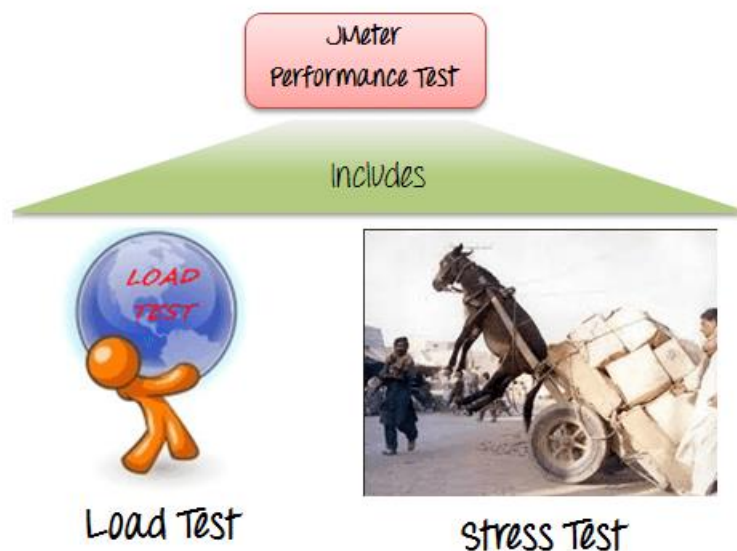 JMeter
Performance Test
Includes
LOAD
TEST
Load Test
Stress Test